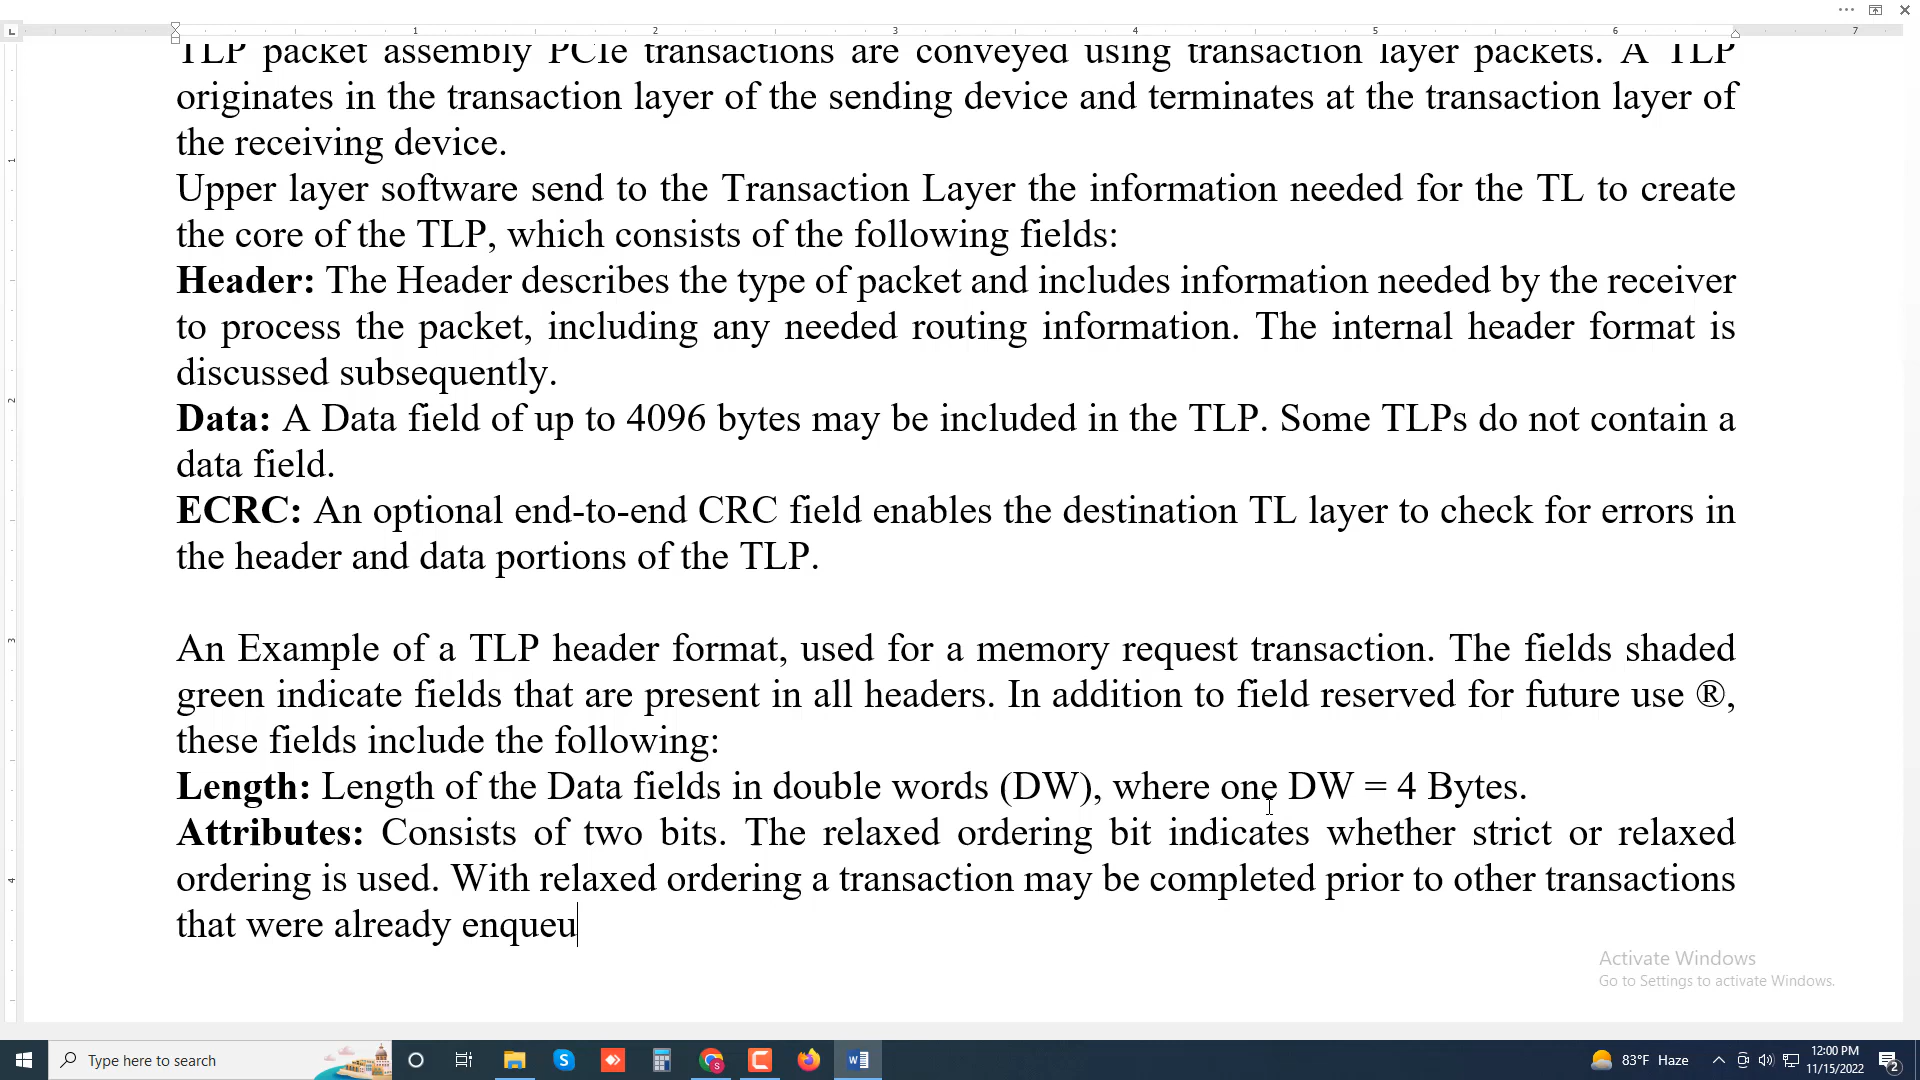 1 2 3 4 5 6 7
TLP packet assembly PCIe transactions are conveyed using transaction layer packets. A TLP
originates in the transaction layer of the sending device and terminates at the transaction layer of
the receiving device.
Upper layer software send to the Transaction Layer the information needed for the TL to create
the core of the TLP, which consists of the following fields:
Header: The Header describes the type of packet and includes information needed by the receiver
to process the packet, including any needed routing information. The internal header format is
discussed subsequently.
Data: A Data field of up to 4096 bytes may be included in the TLP. Some TLPs do not contain a
data field.
ECRC: An optional end-to-end CRC field enables the destination TL layer to check for errors in
the header and data portions of the TLP.
An Example of a TLP header format, used for a memory request transaction. The fields shaded
green indicate fields that are present in all headers. In addition to field reserved for future use ®,
these fields include the following:
Length: Length of the Data fields in double words (DW), where one DW = 4 Bytes.
Attributes: Consists of two bits. The relaxed ordering bit indicates whether strict or relaxed
ordering is used. With relaxed ordering a transaction may be completed prior to other transactions
that were already enqueu
1
2
3
4
Activate Windows
Go to Settings to activate Windows.
Type here to search
83°F Haze
12:00 PM
11/15/2022
2